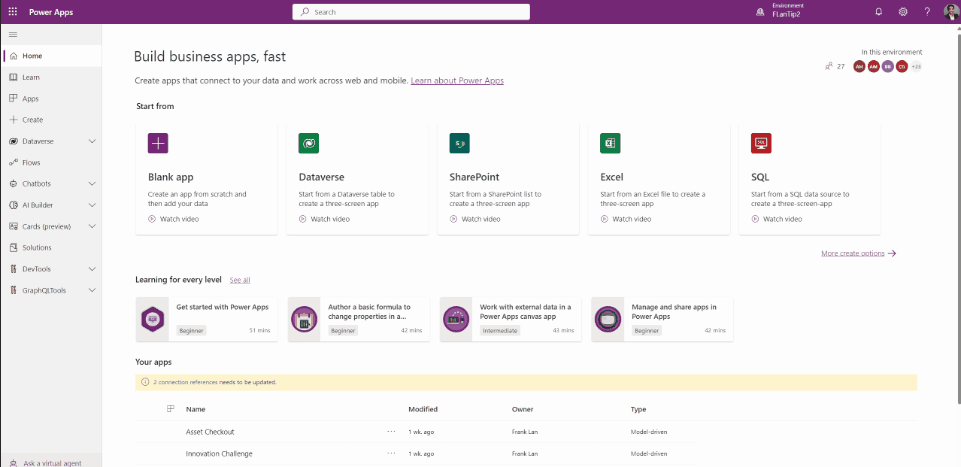 Power Apps
Search
Environment
FLanTip2
Home
Learn
Apps
Create
Dataverse
Flows
Chatbots
AI Builder
Cards (preview)
Solutions
DevTools
GraphQLTools
Ask a virtual agent
Build business apps, fast
Create apps that connect to your data and work across web and mobile. Learn about Power Apps
In this environment
27
AM
BB
+23
Start from
Blank app
Create an app from scratch and
then add your data
Watch video
Dataverse
Start from a Dataverse table to
create a three-screen app
Watch video
SharePoint
Start from a SharePoint list to
create a three-screen app
Watch video
Excel
Start from an Excel file to create a
three-screen app
Watch video
SQL
Start from a SQL data source to
create a three-screen-app
Watch video
More create options
Learning for every level See all
Get started with Power Apps
Beginner 51 mins
Author a basic formula to
change properties in a...
Beginner 42 mins
Work with external data in a
Power Apps canvas app
Intermediate 43 mins
Manage and share apps in
Power Apps
Beginner 42 mins
Your apps
2 connection references needs to be updated.
Name Modified Owner Type
Asset Checkout ... 1 wk. ago Frank Lan Model-driven
Innovation Challenge ... 1 wk. ago Frank Lan Model-driven